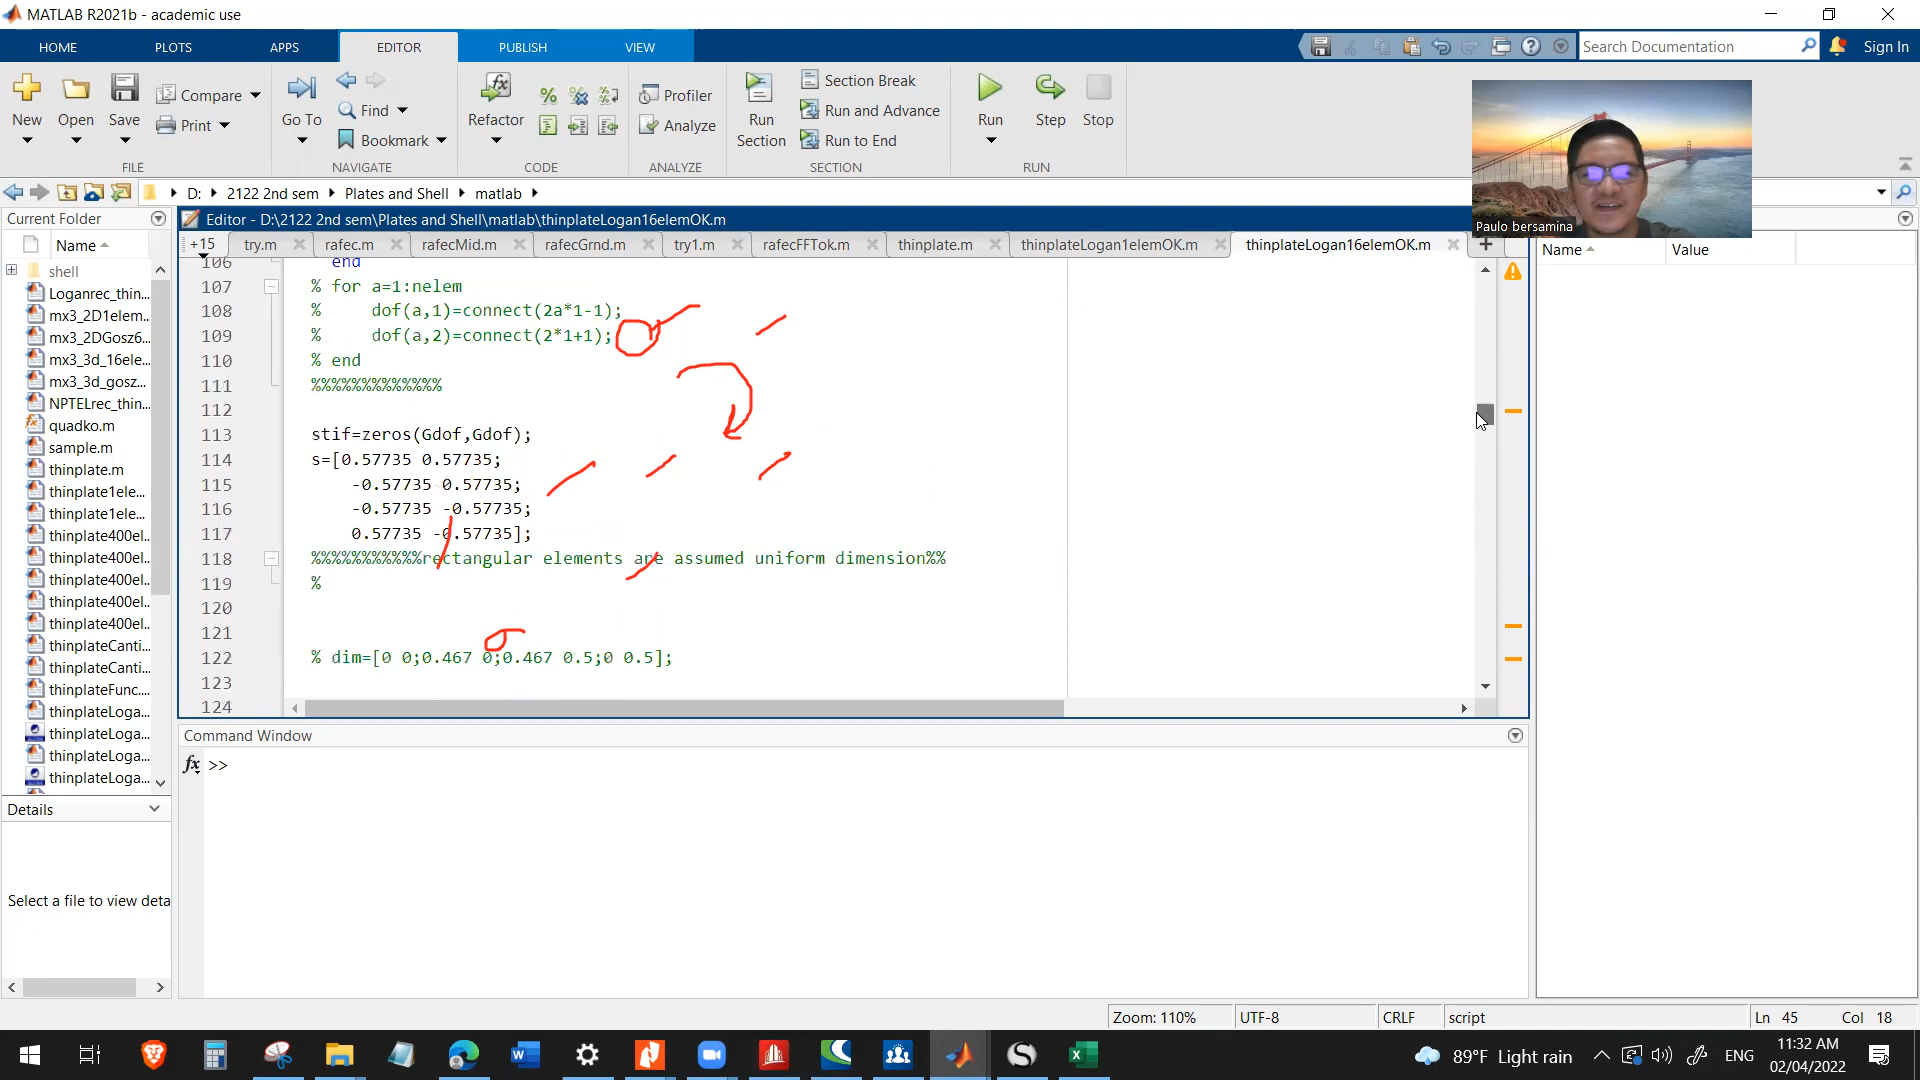 MATLAB R2021b - academic use
HOME PLOTS APPS EDITOR PUBLISH VIEW
Search Documentation Sign In
New Open Save Compare Print
Go To Find Bookmark
Refactor Profiler Analyze
Run Section Section Break Run and Advance Run to End
Run Step Stop
FILE NAVIGATE CODE ANALYZE SECTION RUN
Paulo bersamina
D: 2122 2nd sem Plates and Shell matlab
Current Folder
Editor - D:\2122 2nd sem\Plates and Shell\matlab\thinplateLogan16elemOK.m
+15 try.m rafec.m rafecMid.m rafecGrnd.m try1.m rafecFFTok.m thinplate.m thinplateLogan1elemOK.m thinplateLogan16elemOK.m
Name
shell
Loganrec_thin...
mx3_2D1elem...
mx3_2DGosz6...
mx3_3d_16ele...
mx3_3d_gosz...
NPTELrec_thin...
quadko.m
sample.m
thinplate.m
thinplate1ele...
thinplate1ele...
thinplate400el...
thinplate400el...
thinplate400el...
thinplate400el...
thinplate400el...
thinplateCanti...
thinplateCanti...
thinplateFunc....
thinplateLoga...
thinplateLoga...
thinplateLoga...
thinplateLoga...
Details
Select a file to view deta
106 end
107 % for a=1:nelem
108 % dof(a,1)=connect(2a*1-1);
109 % dof(a,2)=connect(2*1+1);
110 % end
111 %%%%%%%%%%%%%
112
113 stif=zeros(Gdof,Gdof);
114 s=[0.57735 0.57735;
115 -0.57735 0.57735;
116 -0.57735 -0.57735;
117 0.57735 -0.57735];
118 %%%%%%%%%%%rectangular elements are assumed uniform dimension%%
119 %
120
121
122 % dim=[0 0;0.467 0;0.467 0.5;0 0.5];
123
124
Command Window
fx >>
Name Value
Zoom: 110% UTF-8 CRLF script Ln 45 Col 18
89°F Light rain ENG 11:32 AM
02/04/2022